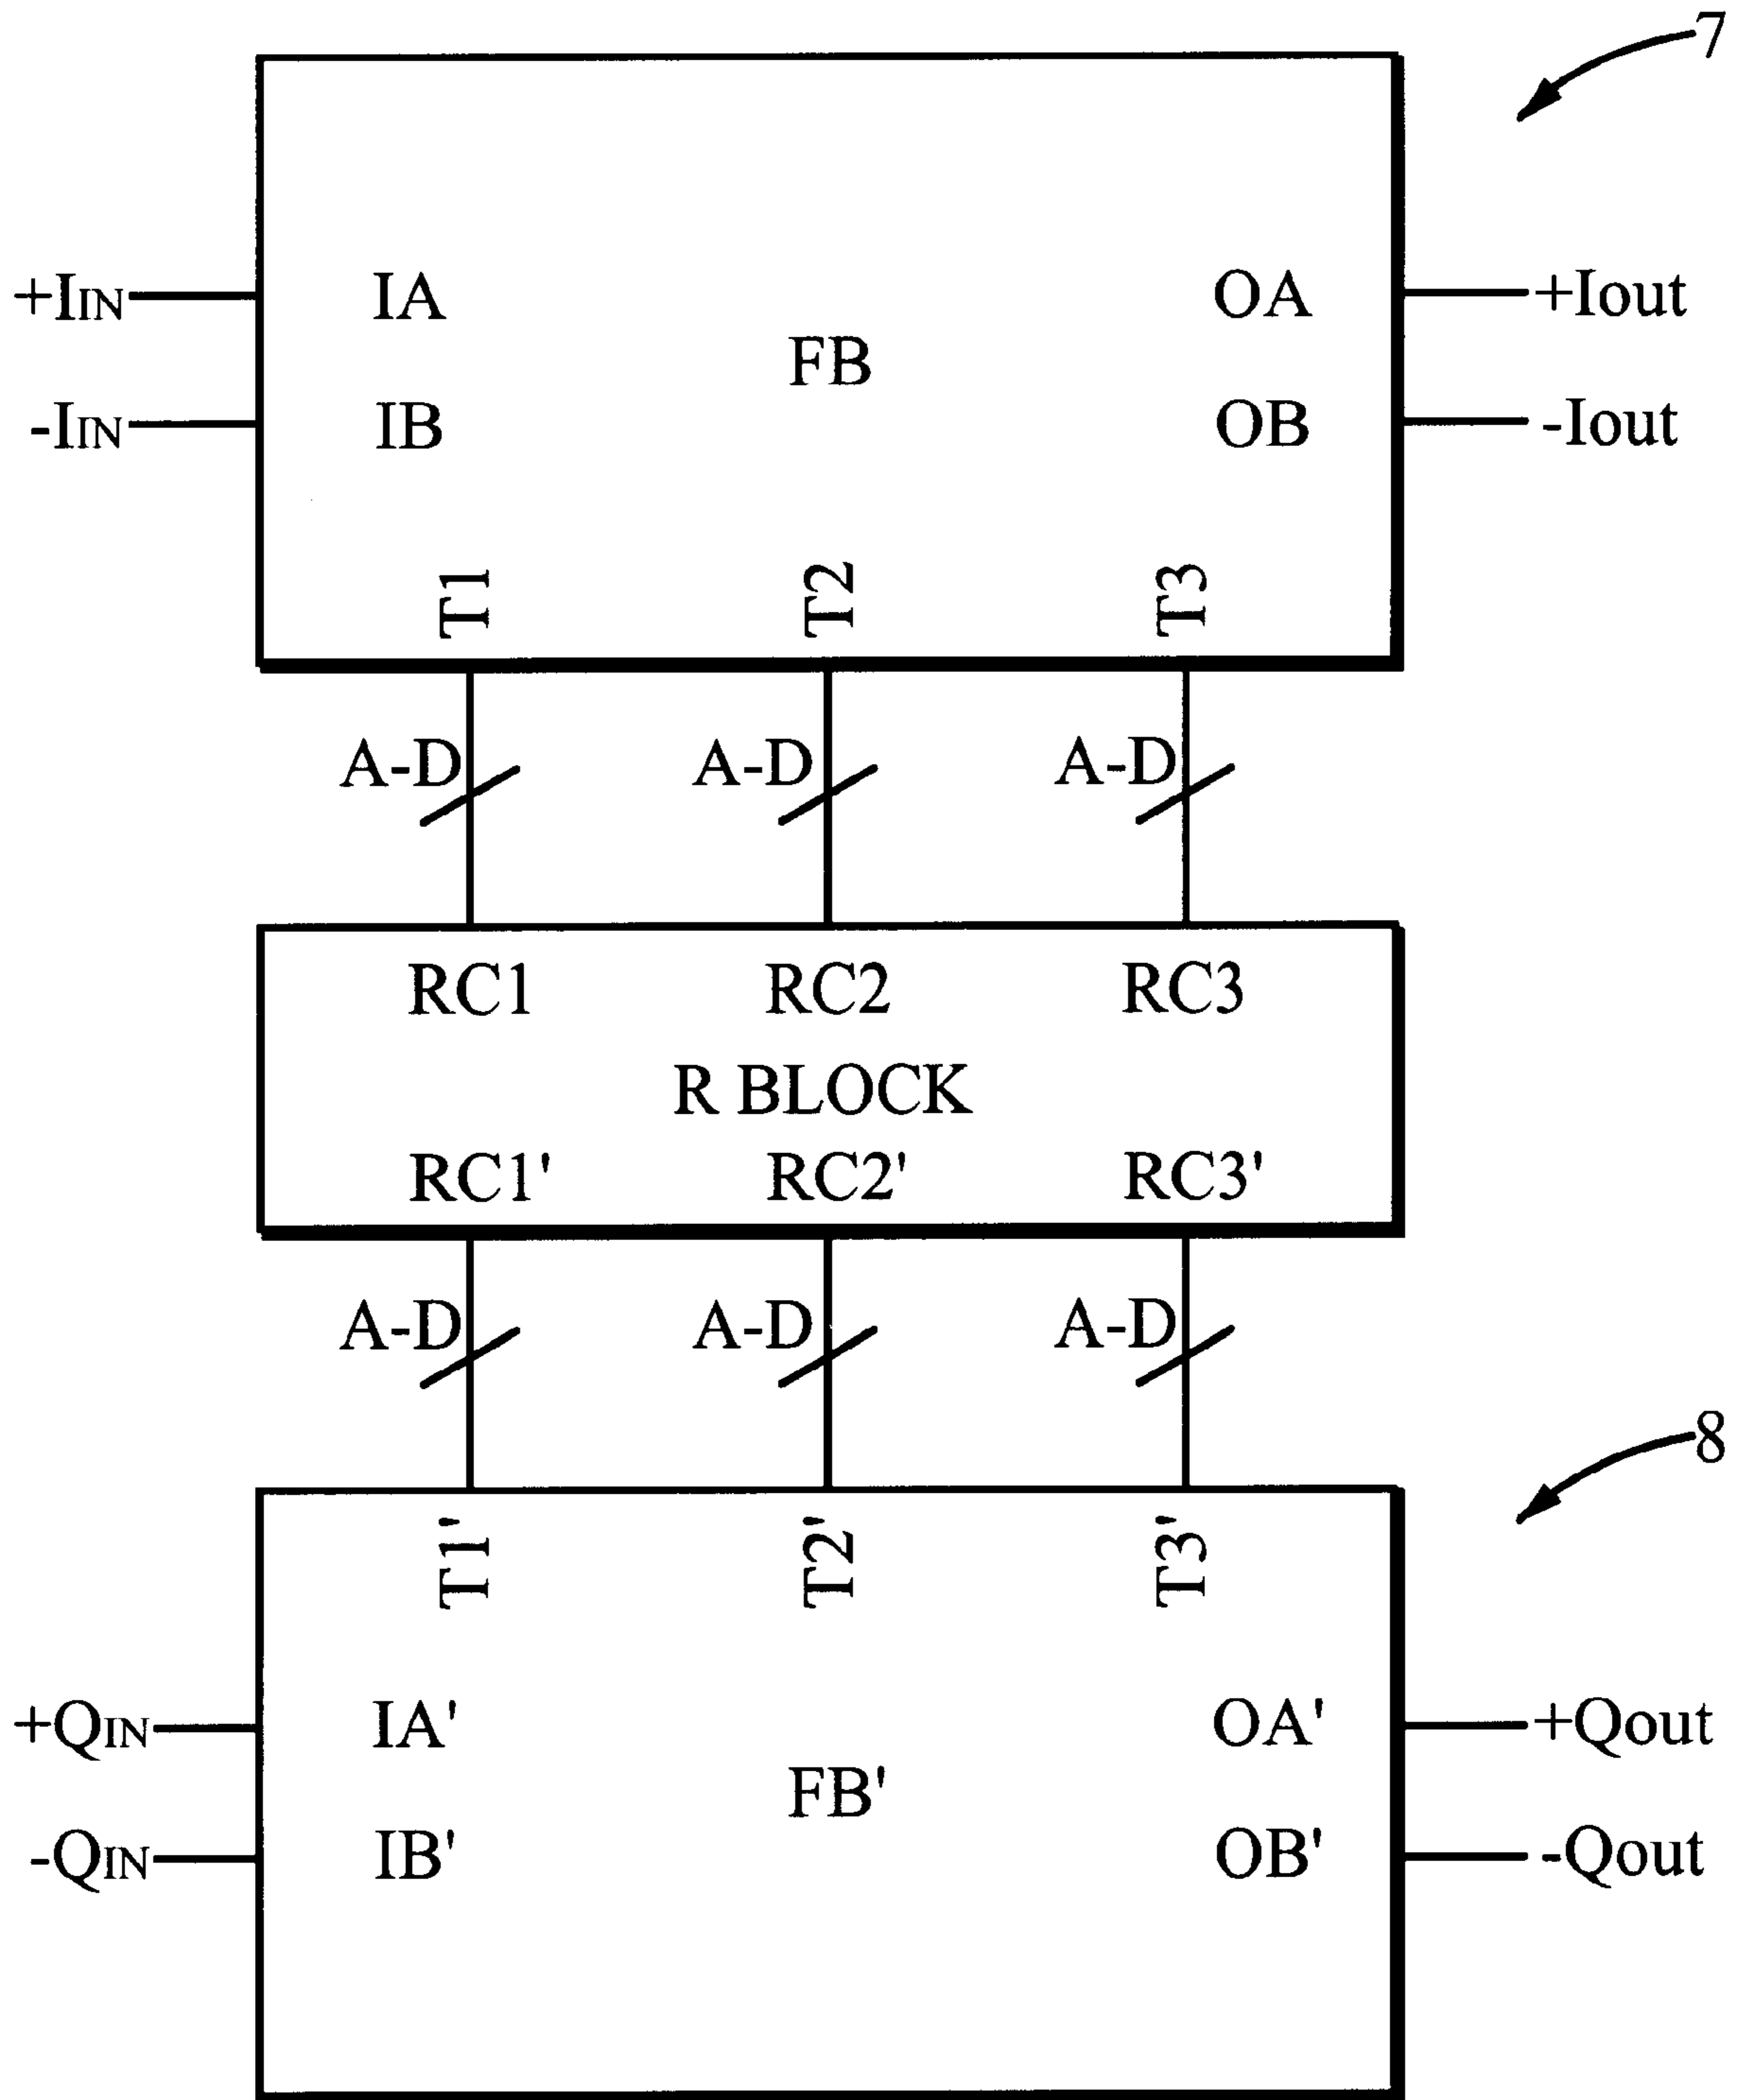 7
+IIN IA OA +Iout
FB
-IIN IB OB -Iout
T1 T2 T3
A-D A-D A-D
RC1 RC2 RC3
R BLOCK
RC1' RC2' RC3'
A-D A-D A-D
8
T1' T2' T3'
+QIN IA' OA' +Qout
FB'
-QIN IB' OB' -Qout